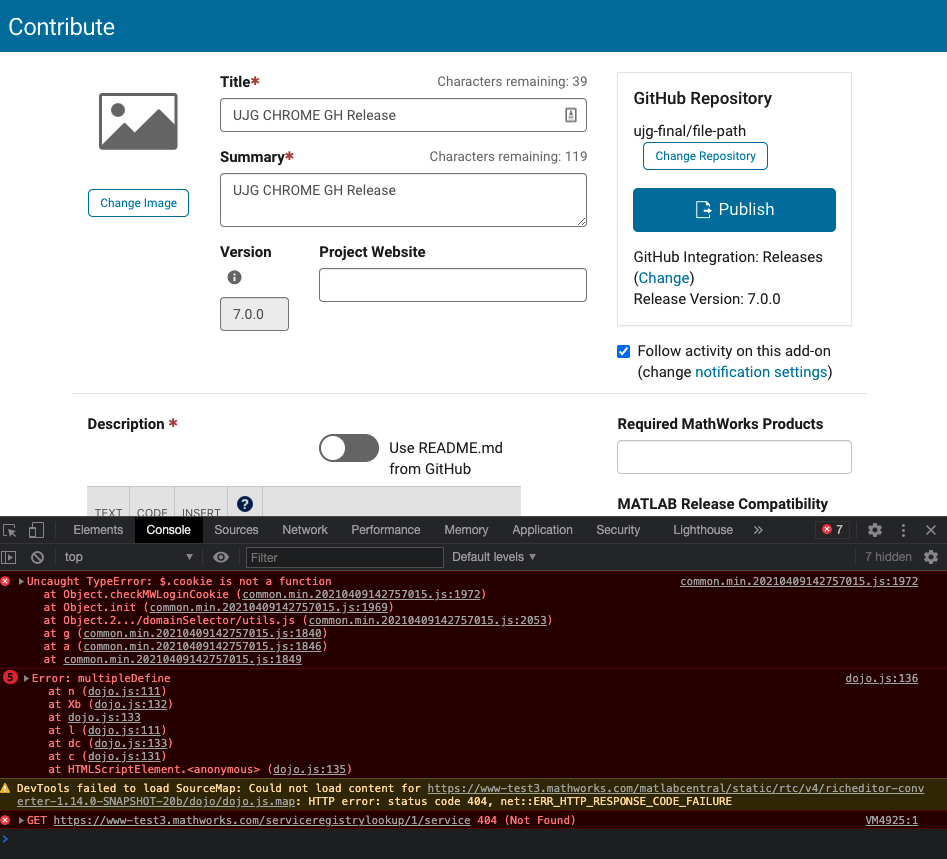 Contribute
Title*
Characters remaining: 39
UJG CHROME GH Release
Summary*
Characters remaining: 119
UJG CHROME GH Release
Change Image
Version
Project Website
7.0.0
GitHub Repository
ujg-final/file-path
Change Repository
Publish
GitHub Integration: Releases
(Change)
Release Version: 7.0.0
Follow activity on this add-on
(change notification settings)
Description *
Use README.md
from GitHub
TEXT CODE INSERT ?
Required MathWorks Products
MATLAB Release Compatibility
Elements Console Sources Network Performance Memory Application Security Lighthouse » 7
top Filter Default levels 7 hidden
Uncaught TypeError: $.cookie is not a function common.min.20210409142757015.js:1972
at Object.checkMWLoginCookie (common.min.20210409142757015.js:1972)
at Object.init (common.min.20210409142757015.js:1969)
at Object.2.../domainSelector/utils.js (common.min.20210409142757015.js:2053)
at g (common.min.20210409142757015.js:1840)
at a (common.min.20210409142757015.js:1846)
at common.min.20210409142757015.js:1849
5 Error: multipleDefine dojo.js:136
at n (dojo.js:111)
at Xb (dojo.js:132)
at dojo.js:133
at l (dojo.js:111)
at dc (dojo.js:133)
at c (dojo.js:131)
at HTMLScriptElement.<anonymous> (dojo.js:135)
DevTools failed to load SourceMap: Could not load content for https://www-test3.mathworks.com/matlabcentral/static/rtc/v4/richeditor-conv
erter-1.14.0-SNAPSHOT-20b/dojo/dojo.js.map: HTTP error: status code 404, net::ERR_HTTP_RESPONSE_CODE_FAILURE
GET https://www-test3.mathworks.com/serviceregistrylookup/1/service 404 (Not Found) VM4925:1